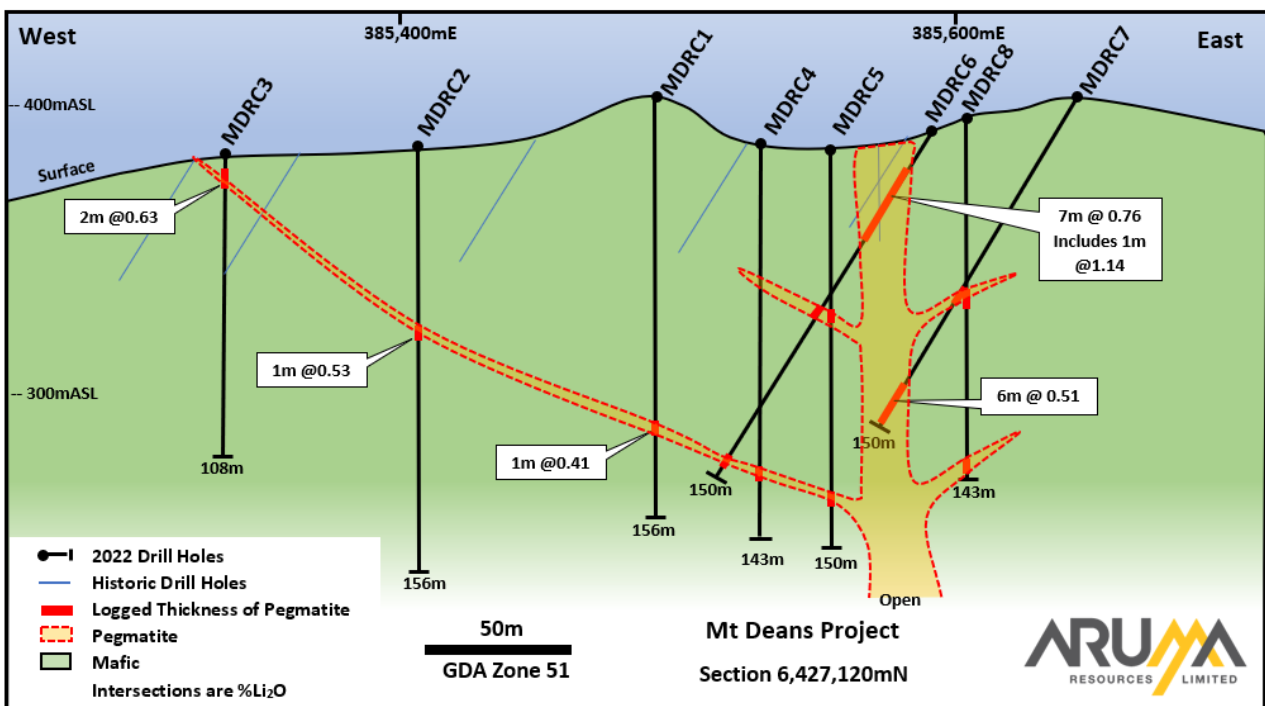 West
385,400mE
385,600mE
East
-- 400mASL
MDRC3
MDRC2
MDRC1
MDRC4
MDRC5
MDRC6
MDRC8
MDRC7
Surface
2m @0.63
7m @ 0.76
Includes 1m
@1.14
1m @0.53
-- 300mASL
6m @ 0.51
1m @0.41
108m
156m
156m
150m
143m
150m
150m
143m
Open
2022 Drill Holes
Historic Drill Holes
Logged Thickness of Pegmatite
Pegmatite
Mafic
Intersections are %Li₂O
50m
GDA Zone 51
Mt Deans Project
Section 6,427,120mN
ARUMA
RESOURCES LIMITED